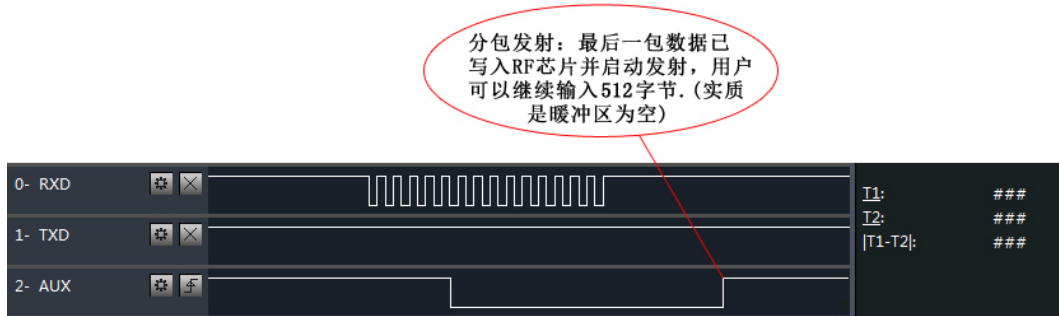 分包发射：最后一包数据已
写入RF芯片并启动发射，用户
可以继续输入512字节.(实质
是暖冲区为空)
0- RXD
T1: ###
1- TXD
T2: ###
|T1-T2|: ###
2- AUX